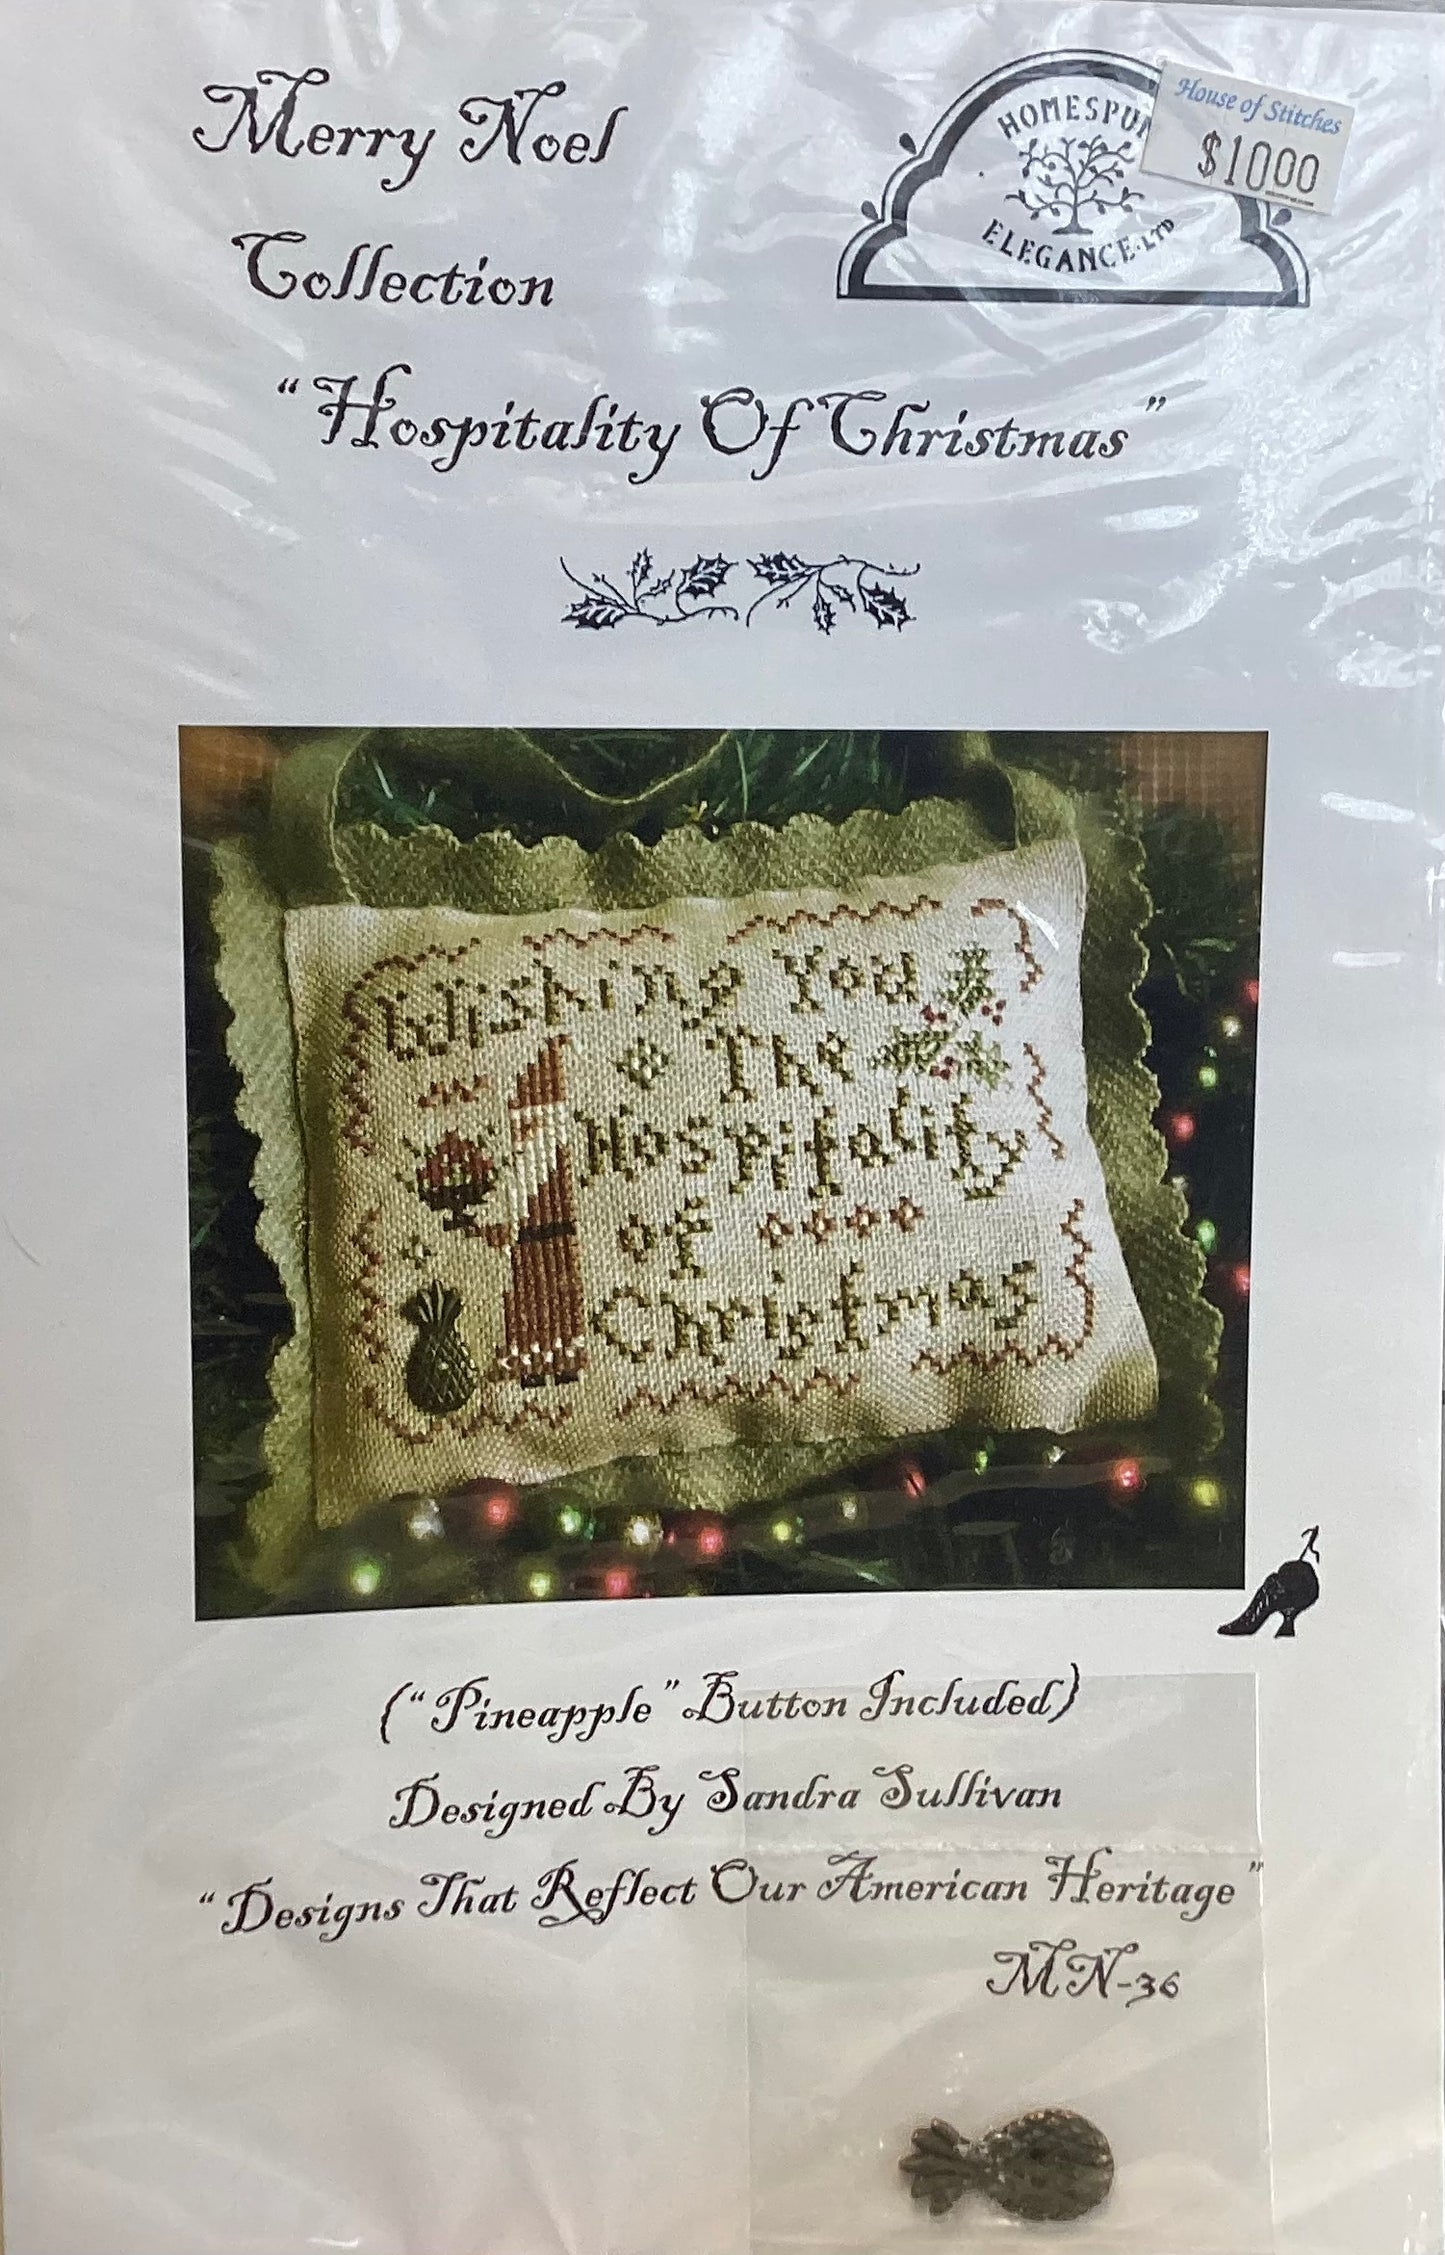 Merry Noel
Collection
HOMESPUN
ELEGANCE·LTD
House of Stitches
$10.00
"Hospitality Of Christmas"
Wishing You
The
Hospitality
of
Christmas
("Pineapple" Button Included)
Designed By Sandra Sullivan
"Designs That Reflect Our American Heritage"
MN-36